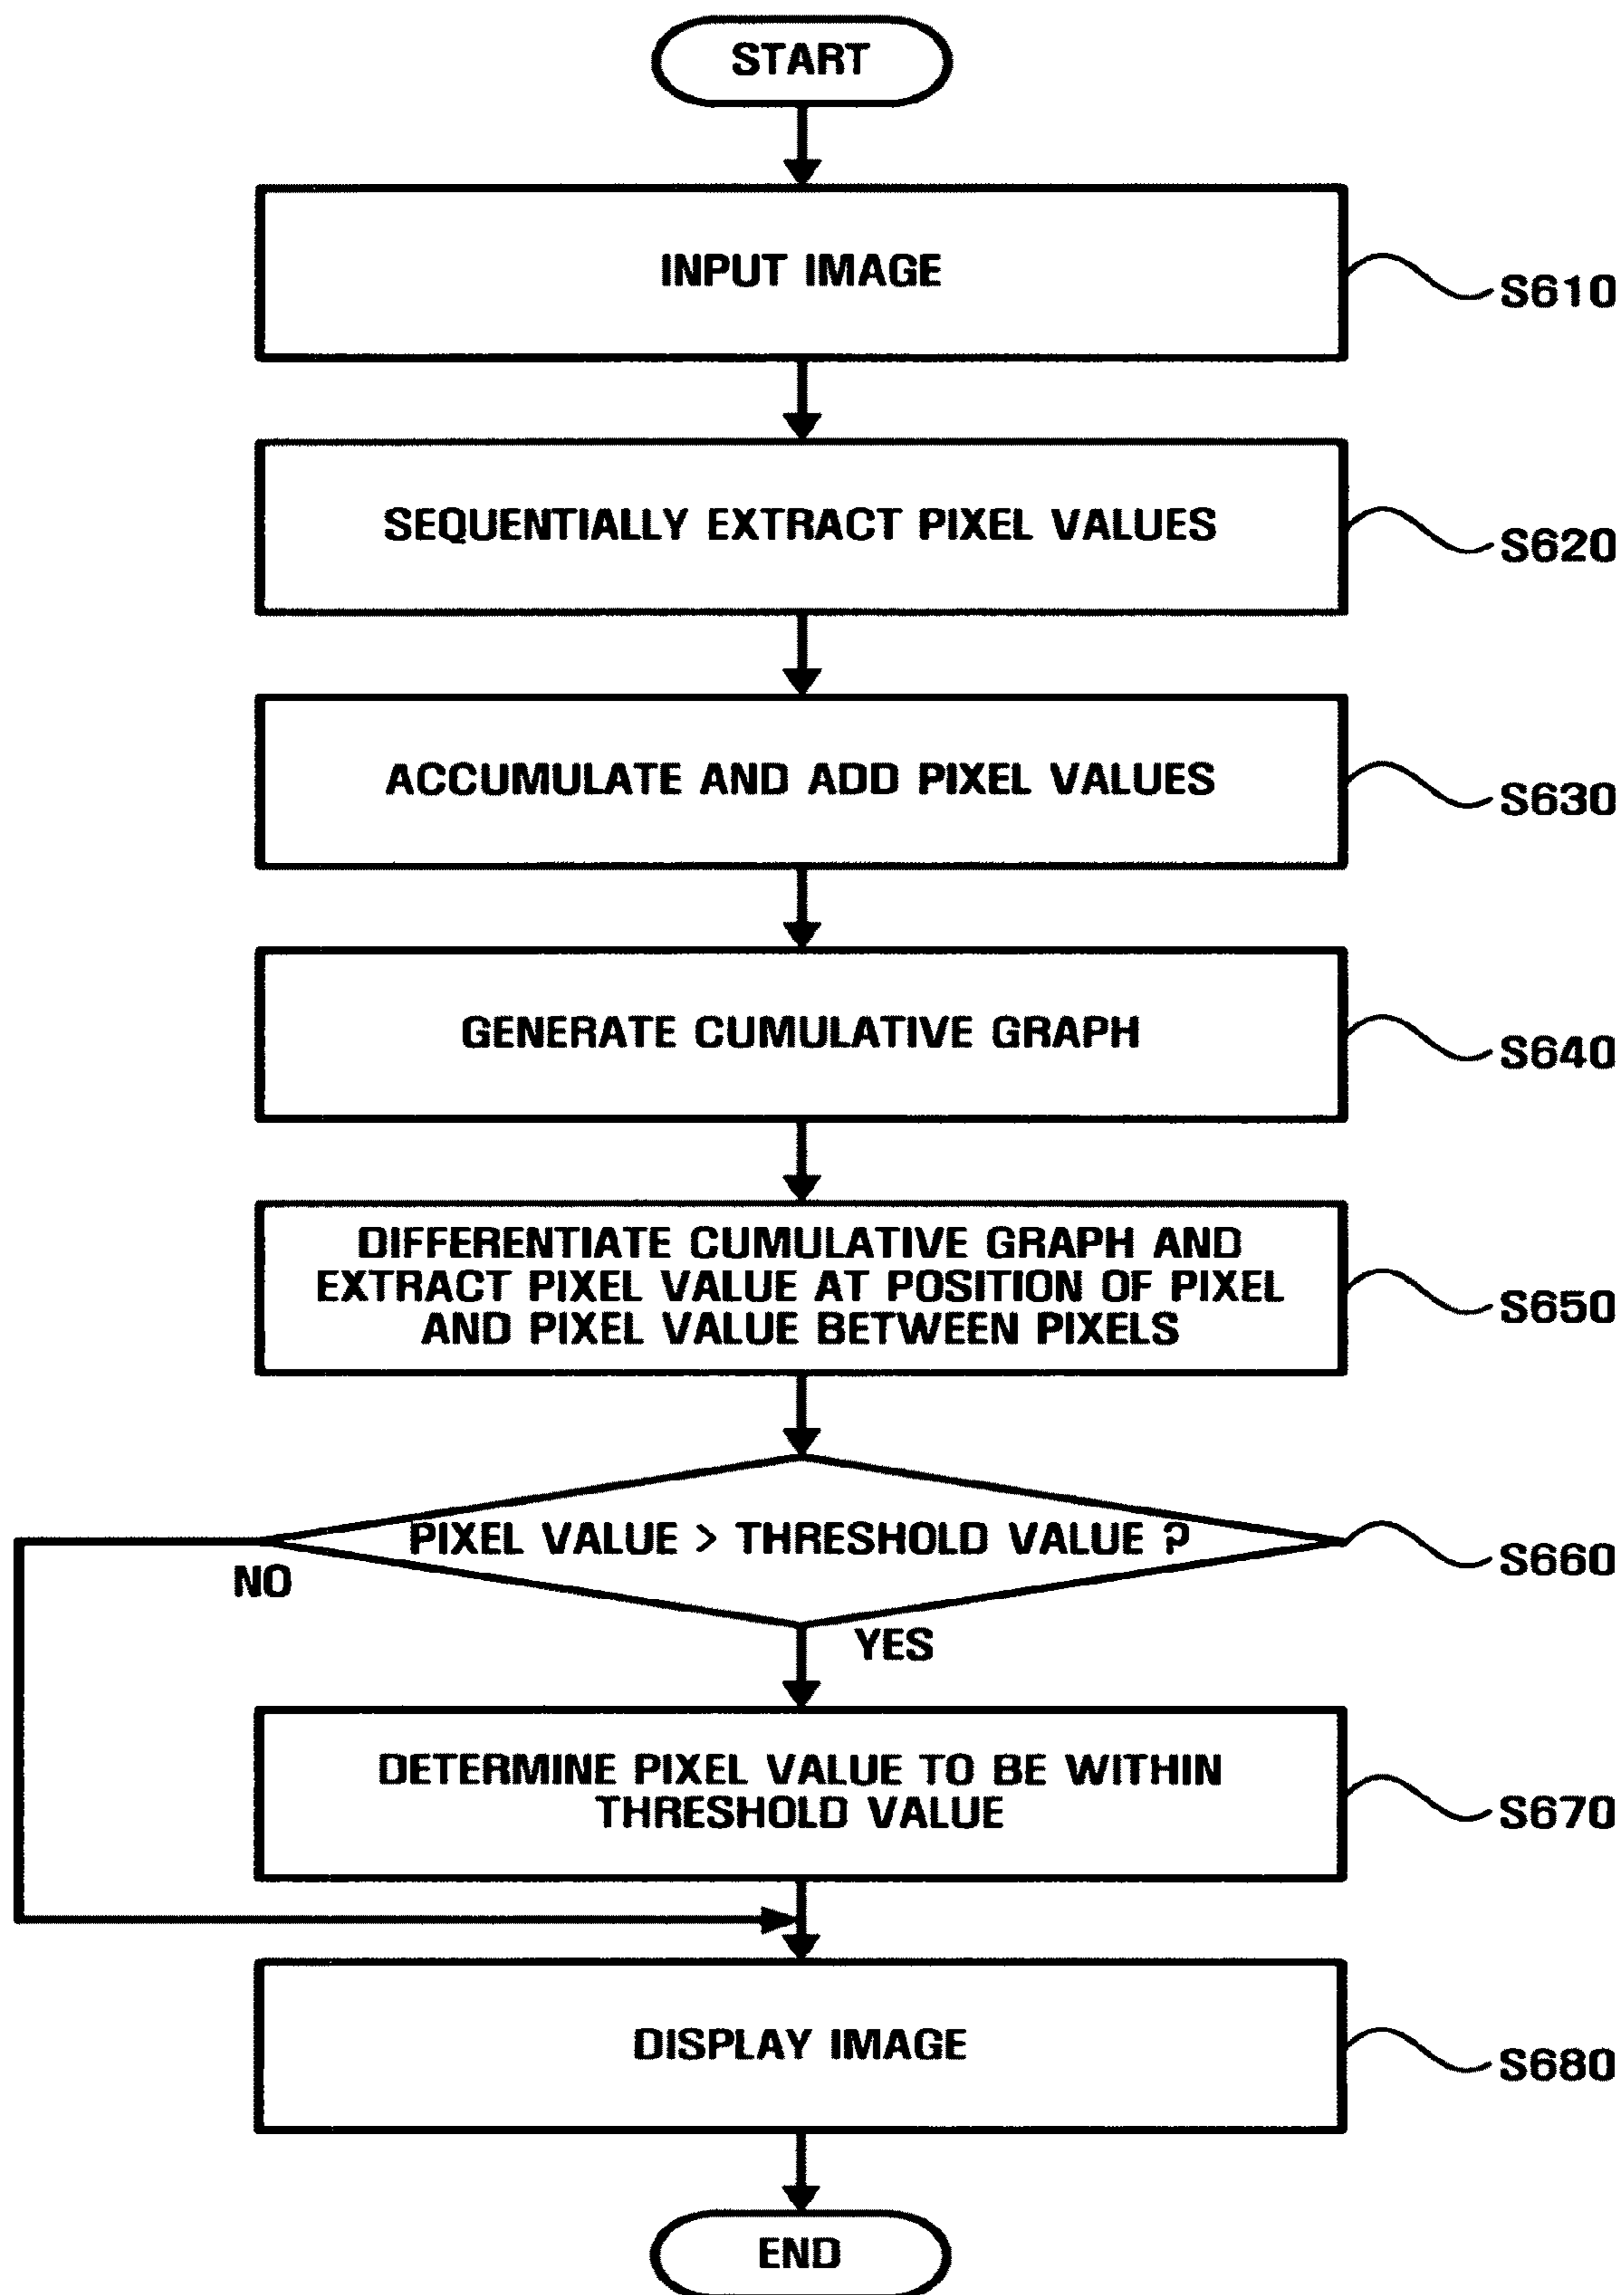 START
INPUT IMAGE
S610
SEQUENTIALLY EXTRACT PIXEL VALUES
S620
ACCUMULATE AND ADD PIXEL VALUES
S630
GENERATE CUMULATIVE GRAPH
S640
DIFFERENTIATE CUMULATIVE GRAPH AND
EXTRACT PIXEL VALUE AT POSITION OF PIXEL
AND PIXEL VALUE BETWEEN PIXELS
S650
PIXEL VALUE > THRESHOLD VALUE ?
S660
NO
YES
DETERMINE PIXEL VALUE TO BE WITHIN
THRESHOLD VALUE
S670
DISPLAY IMAGE
S680
END